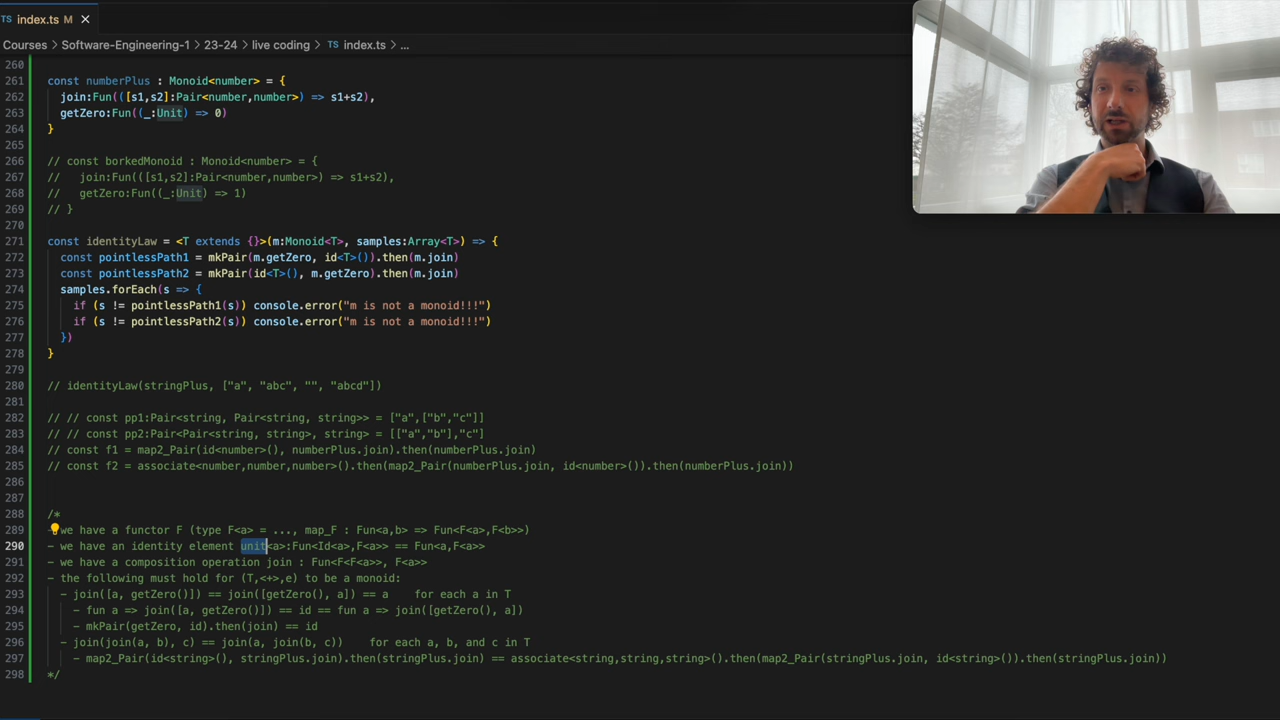 TS index.ts M ×
Courses > Software-Engineering-1 > 23-24 > live coding > TS index.ts > ...
260
261 const numberPlus : Monoid<number> = {
262 join:Fun(([s1,s2]:Pair<number,number>) => s1+s2),
263 getZero:Fun((_:Unit) => 0)
264 }
265
266 // const borkedMonoid : Monoid<number> = {
267 //   join:Fun(([s1,s2]:Pair<number,number>) => s1+s2),
268 //   getZero:Fun((_:Unit) => 1)
269 // }
270
271 const identityLaw = <T extends {}>(m:Monoid<T>, samples:Array<T>) => {
272 const pointlessPath1 = mkPair(m.getZero, id<T>()).then(m.join)
273 const pointlessPath2 = mkPair(id<T>(), m.getZero).then(m.join)
274 samples.forEach(s => {
275 if (s != pointlessPath1(s)) console.error("m is not a monoid!!!")
276 if (s != pointlessPath2(s)) console.error("m is not a monoid!!!")
277 })
278 }
279
280 // identityLaw(stringPlus, ["a", "abc", "", "abcd"])
281
282 // // const pp1:Pair<string, Pair<string, string>> = ["a",["b","c"]]
283 // // const pp2:Pair<Pair<string, string>, string> = [["a","b"],"c"]
284 // const f1 = map2_Pair(id<number>(), numberPlus.join).then(numberPlus.join)
285 // const f2 = associate<number,number,number>().then(map2_Pair(numberPlus.join, id<number>()).then(numberPlus.join))
286
287
288 /*
289 - we have a functor F (type F<a> = ..., map_F : Fun<a,b> => Fun<F<a>,F<b>>)
290 - we have an identity element unit<a>:Fun<Id<a>,F<a>> == Fun<a,F<a>>
291 - we have a composition operation join : Fun<F<F<a>>, F<a>>
292 - the following must hold for (T,<+>,e) to be a monoid:
293 - join([a, getZero()]) == join([getZero(), a]) == a    for each a in T
294 - fun a => join([a, getZero()]) == id == fun a => join([getZero(), a])
295 - mkPair(getZero, id).then(join) == id
296 - join(join(a, b), c) == join(a, join(b, c))    for each a, b, and c in T
297 - map2_Pair(id<string>(), stringPlus.join).then(stringPlus.join) == associate<string,string,string>().then(map2_Pair(stringPlus.join, id<string>()).then(stringPlus.join))
298 */